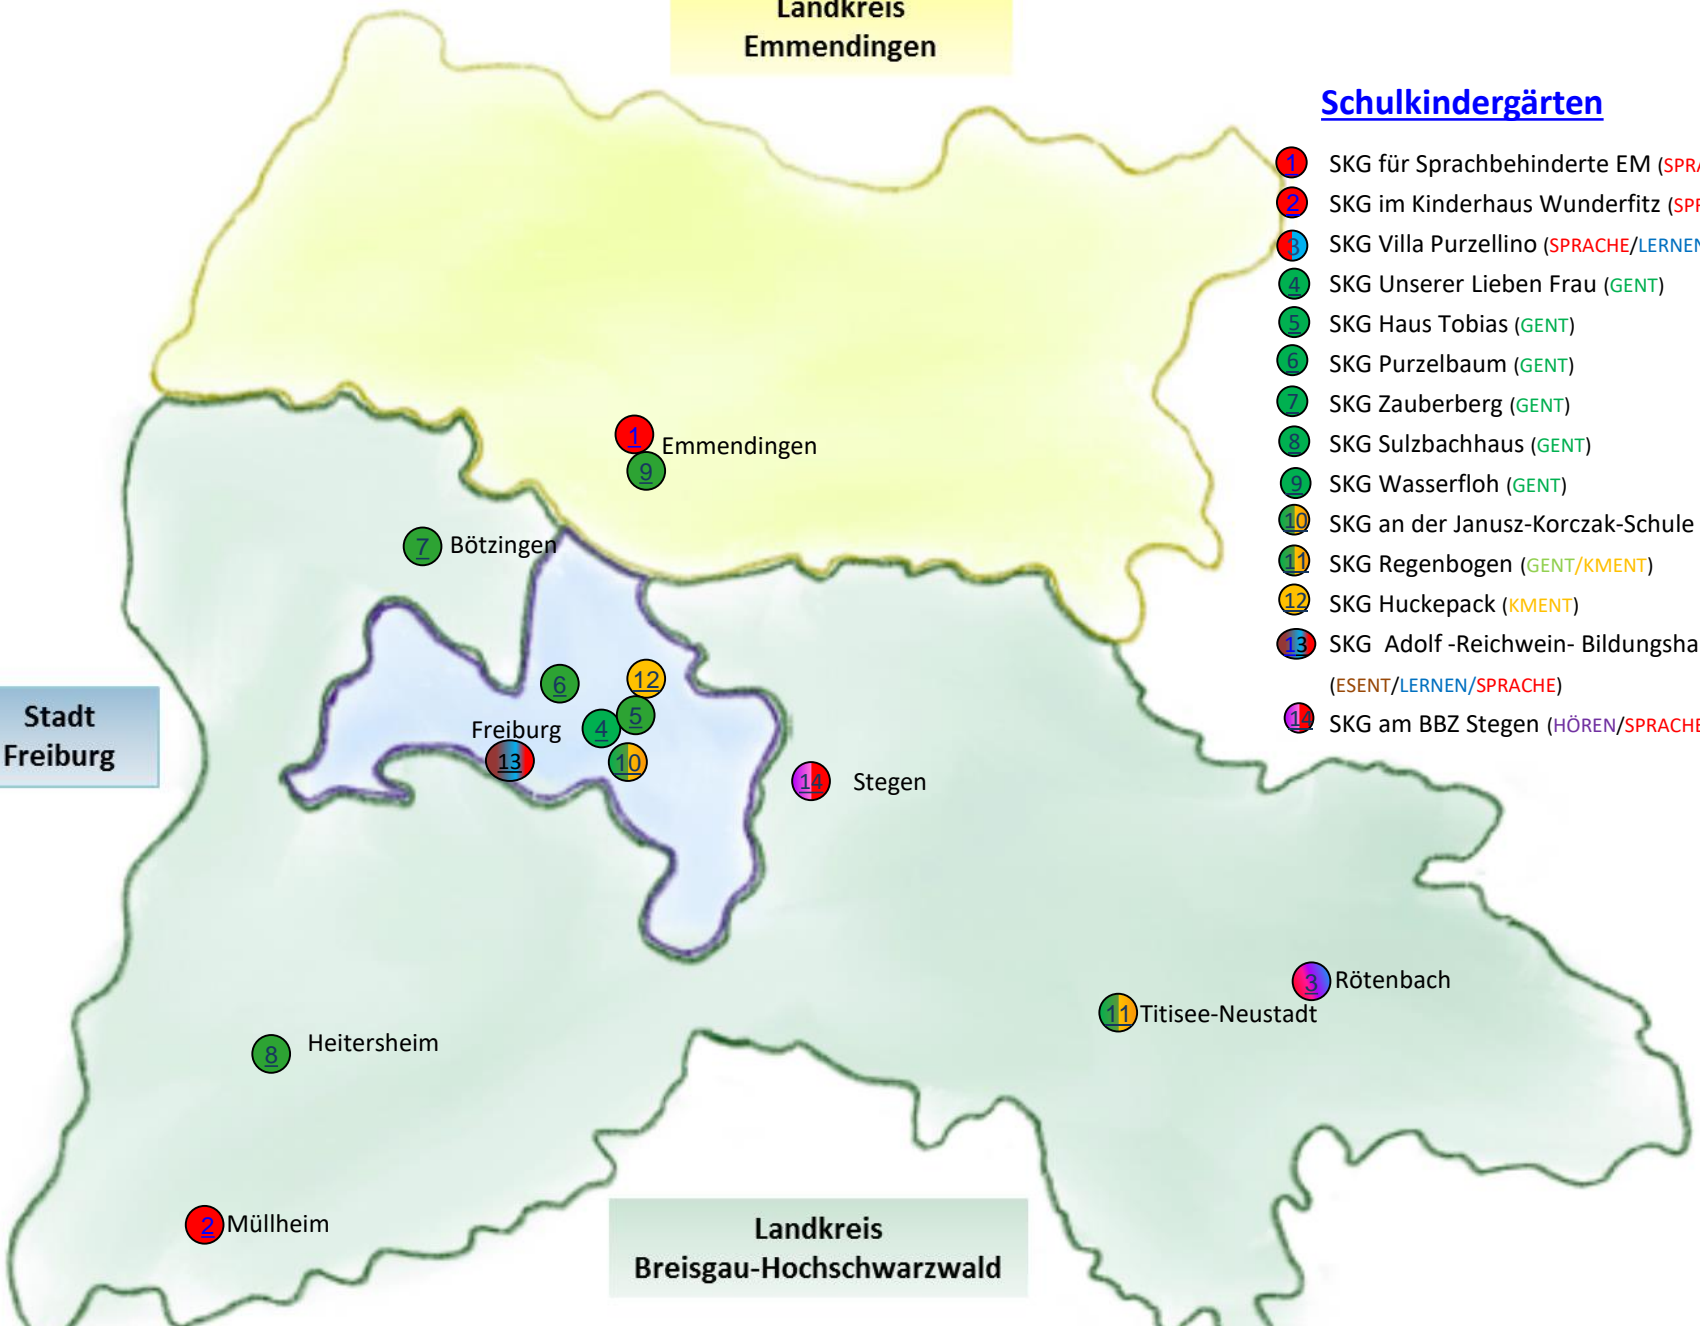 Landkreis
Emmendingen
Schulkindergärten
1 SKG für Sprachbehinderte EM (SPRA
2 SKG im Kinderhaus Wunderfitz (SPR
3 SKG Villa Purzellino (SPRACHE/LERNEN
4 SKG Unserer Lieben Frau (GENT)
5 SKG Haus Tobias (GENT)
6 SKG Purzelbaum (GENT)
7 SKG Zauberberg (GENT)
8 SKG Sulzbachhaus (GENT)
9 SKG Wasserfloh (GENT)
10 SKG an der Janusz-Korczak-Schule
11 SKG Regenbogen (GENT/KMENT)
12 SKG Huckepack (KMENT)
13 SKG Adolf -Reichwein- Bildungsha
(ESENT/LERNEN/SPRACHE)
14 SKG am BBZ Stegen (HÖREN/SPRACHE
1 Emmendingen
9
7 Bötzingen
6
12
5
4
Freiburg
13
10
14 Stegen
Stadt
Freiburg
3 Rötenbach
11 Titisee-Neustadt
8 Heitersheim
2 Müllheim
Landkreis
Breisgau-Hochschwarzwald